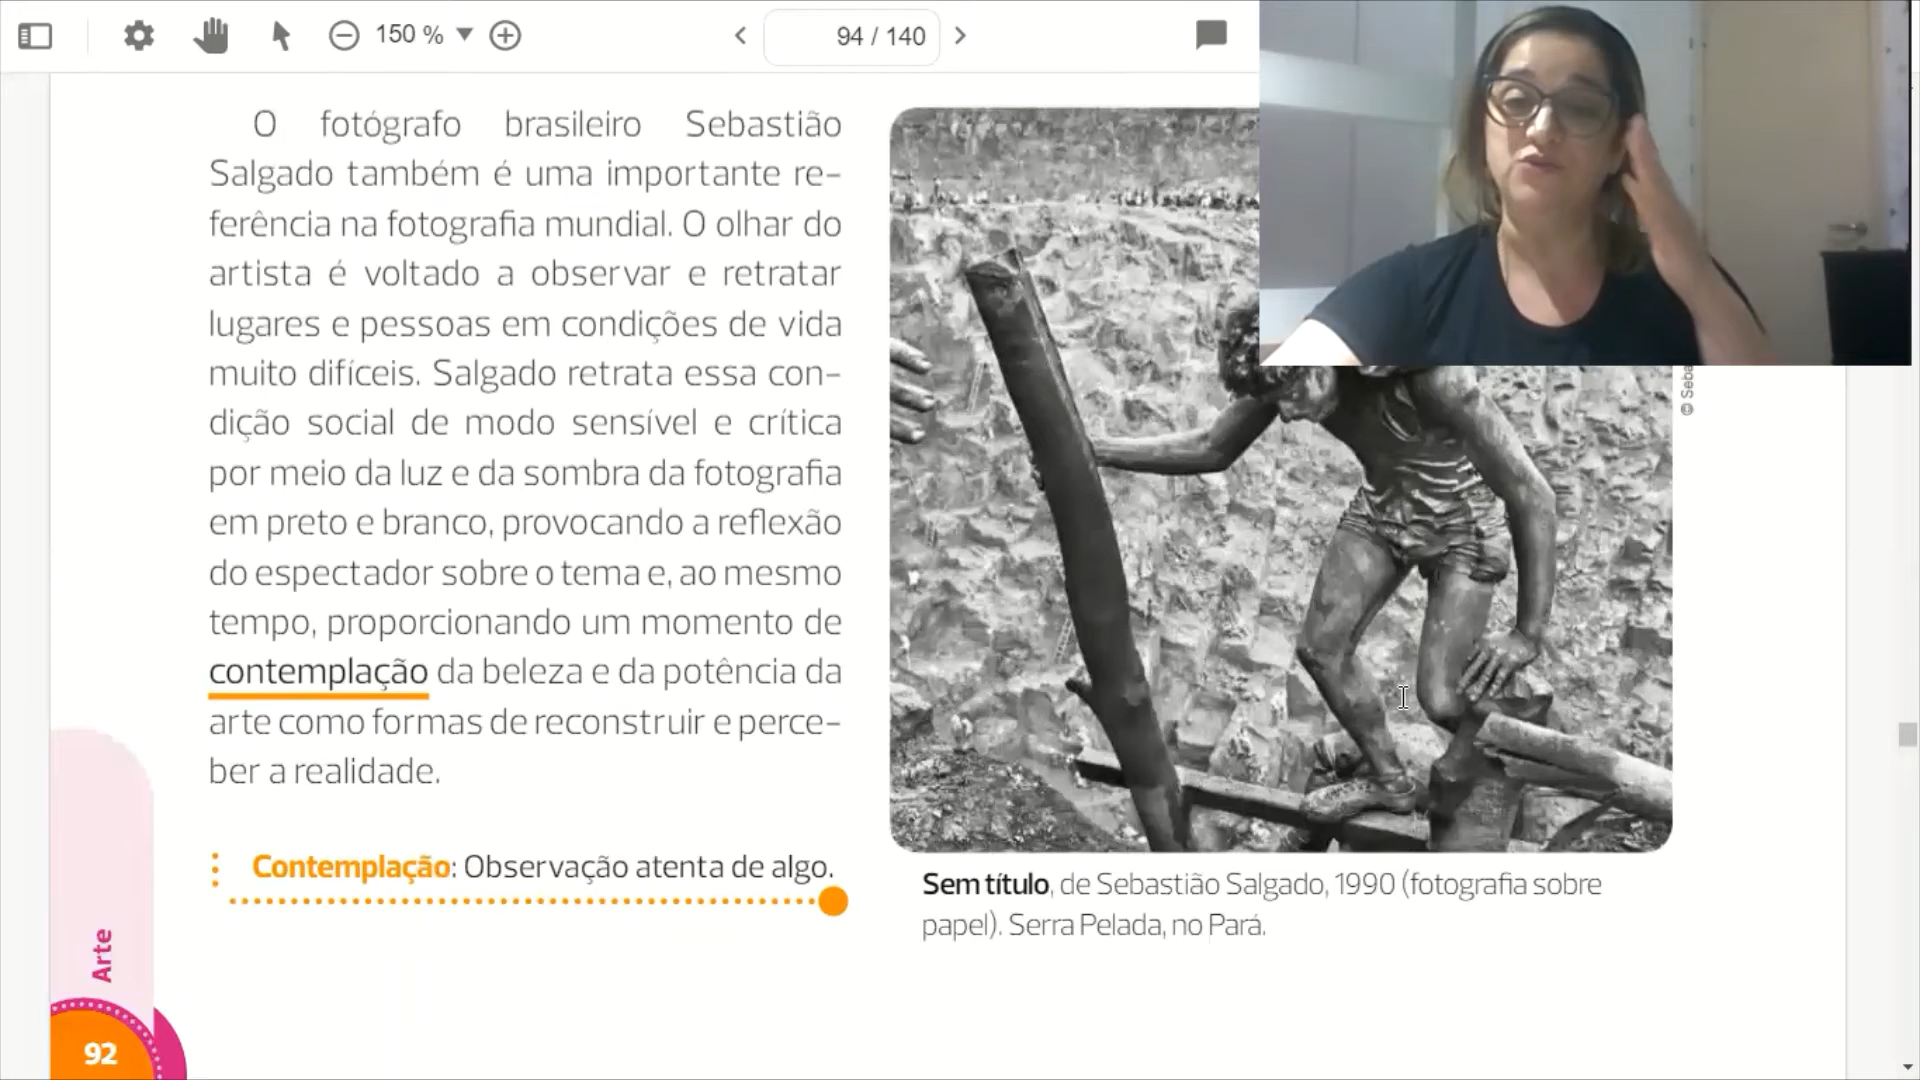 150 %
94 / 140
O fotógrafo brasileiro Sebastião
Salgado também é uma importante re-
ferência na fotografia mundial. O olhar do
artista é voltado a observar e retratar
lugares e pessoas em condições de vida
muito difíceis. Salgado retrata essa con-
dição social de modo sensível e crítica
por meio da luz e da sombra da fotografia
em preto e branco, provocando a reflexão
do espectador sobre o tema e, ao mesmo
tempo, proporcionando um momento de
contemplação da beleza e da potência da
arte como formas de reconstruir e perce-
ber a realidade.
Contemplação: Observação atenta de algo.
© Seba
Sem título, de Sebastião Salgado, 1990 (fotografia sobre
papel). Serra Pelada, no Pará.
Arte
92